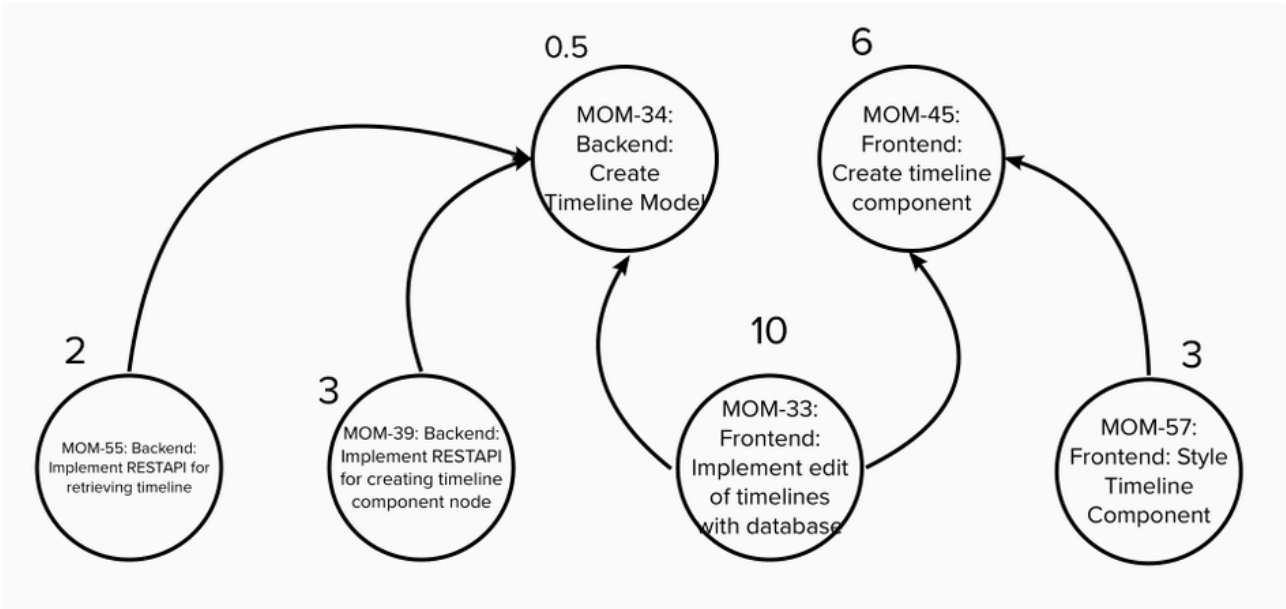 0.5
MOM-34:
Backend:
Create
Timeline Model
6
MOM-45:
Frontend:
Create timeline
component
2
MOM-55: Backend:
Implement RESTAPI for
retrieving timeline
3
MOM-39: Backend:
Implement RESTAPI
for creating timeline
component node
10
MOM-33:
Frontend:
Implement edit
of timelines
with database
3
MOM-57:
Frontend: Style
Timeline
Component